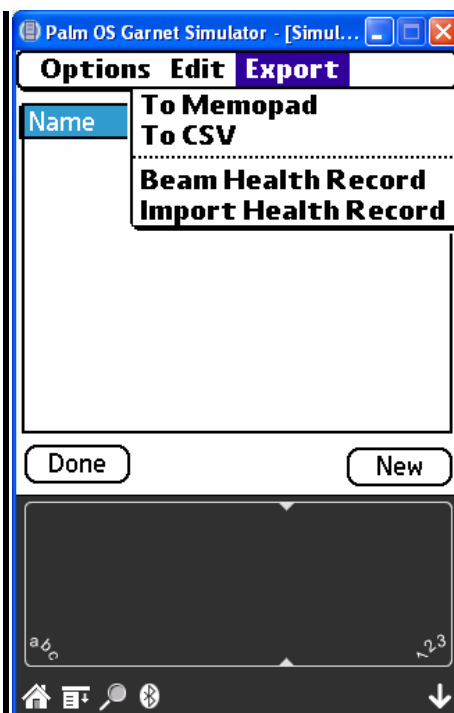 Palm OS Garnet Simulator - [Simul...
Options Edit Export
To Memopad
Name
To CSV
Beam Health Record
Import Health Record
Done
New
abc
123